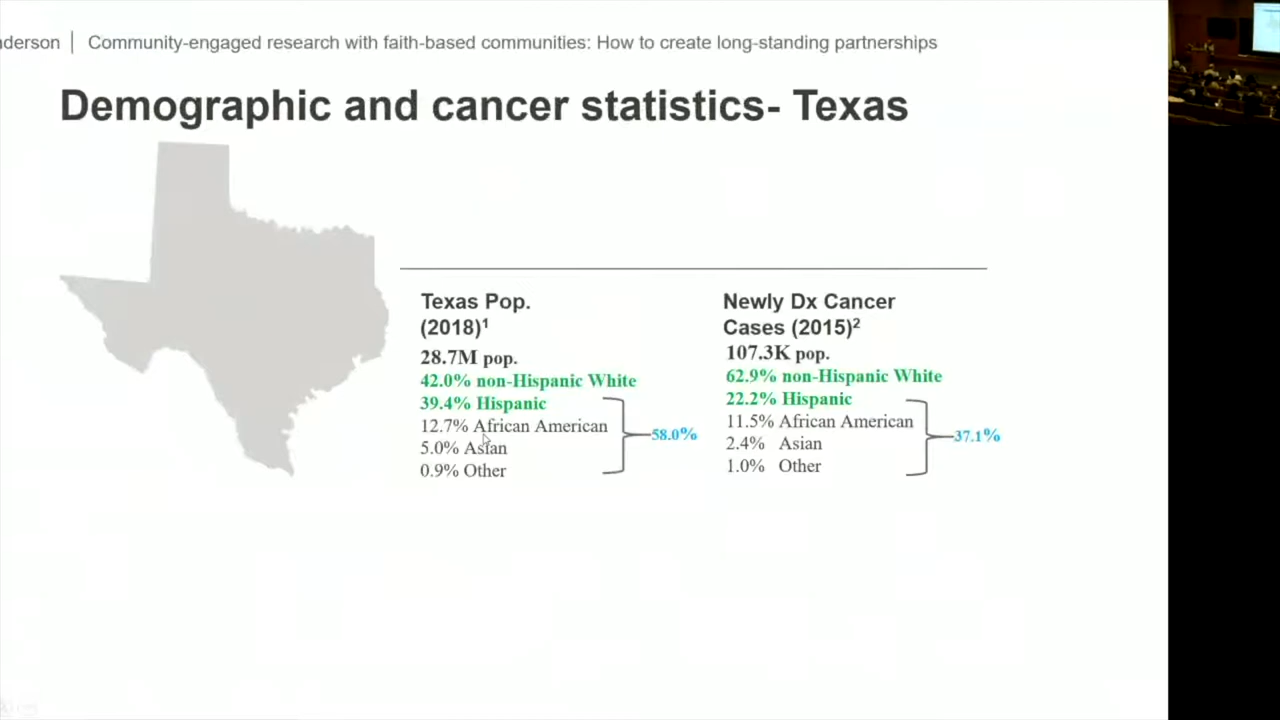 nderson | Community-engaged research with faith-based communities: How to create long-standing partnerships
Demographic and cancer statistics- Texas
Texas Pop.
(2018)¹
28.7M pop.
42.0% non-Hispanic White
39.4% Hispanic
12.7% African American
5.0% Asian
0.9% Other
58.0%
Newly Dx Cancer
Cases (2015)²
107.3K pop.
62.9% non-Hispanic White
22.2% Hispanic
11.5% African American
2.4% Asian
1.0% Other
37.1%